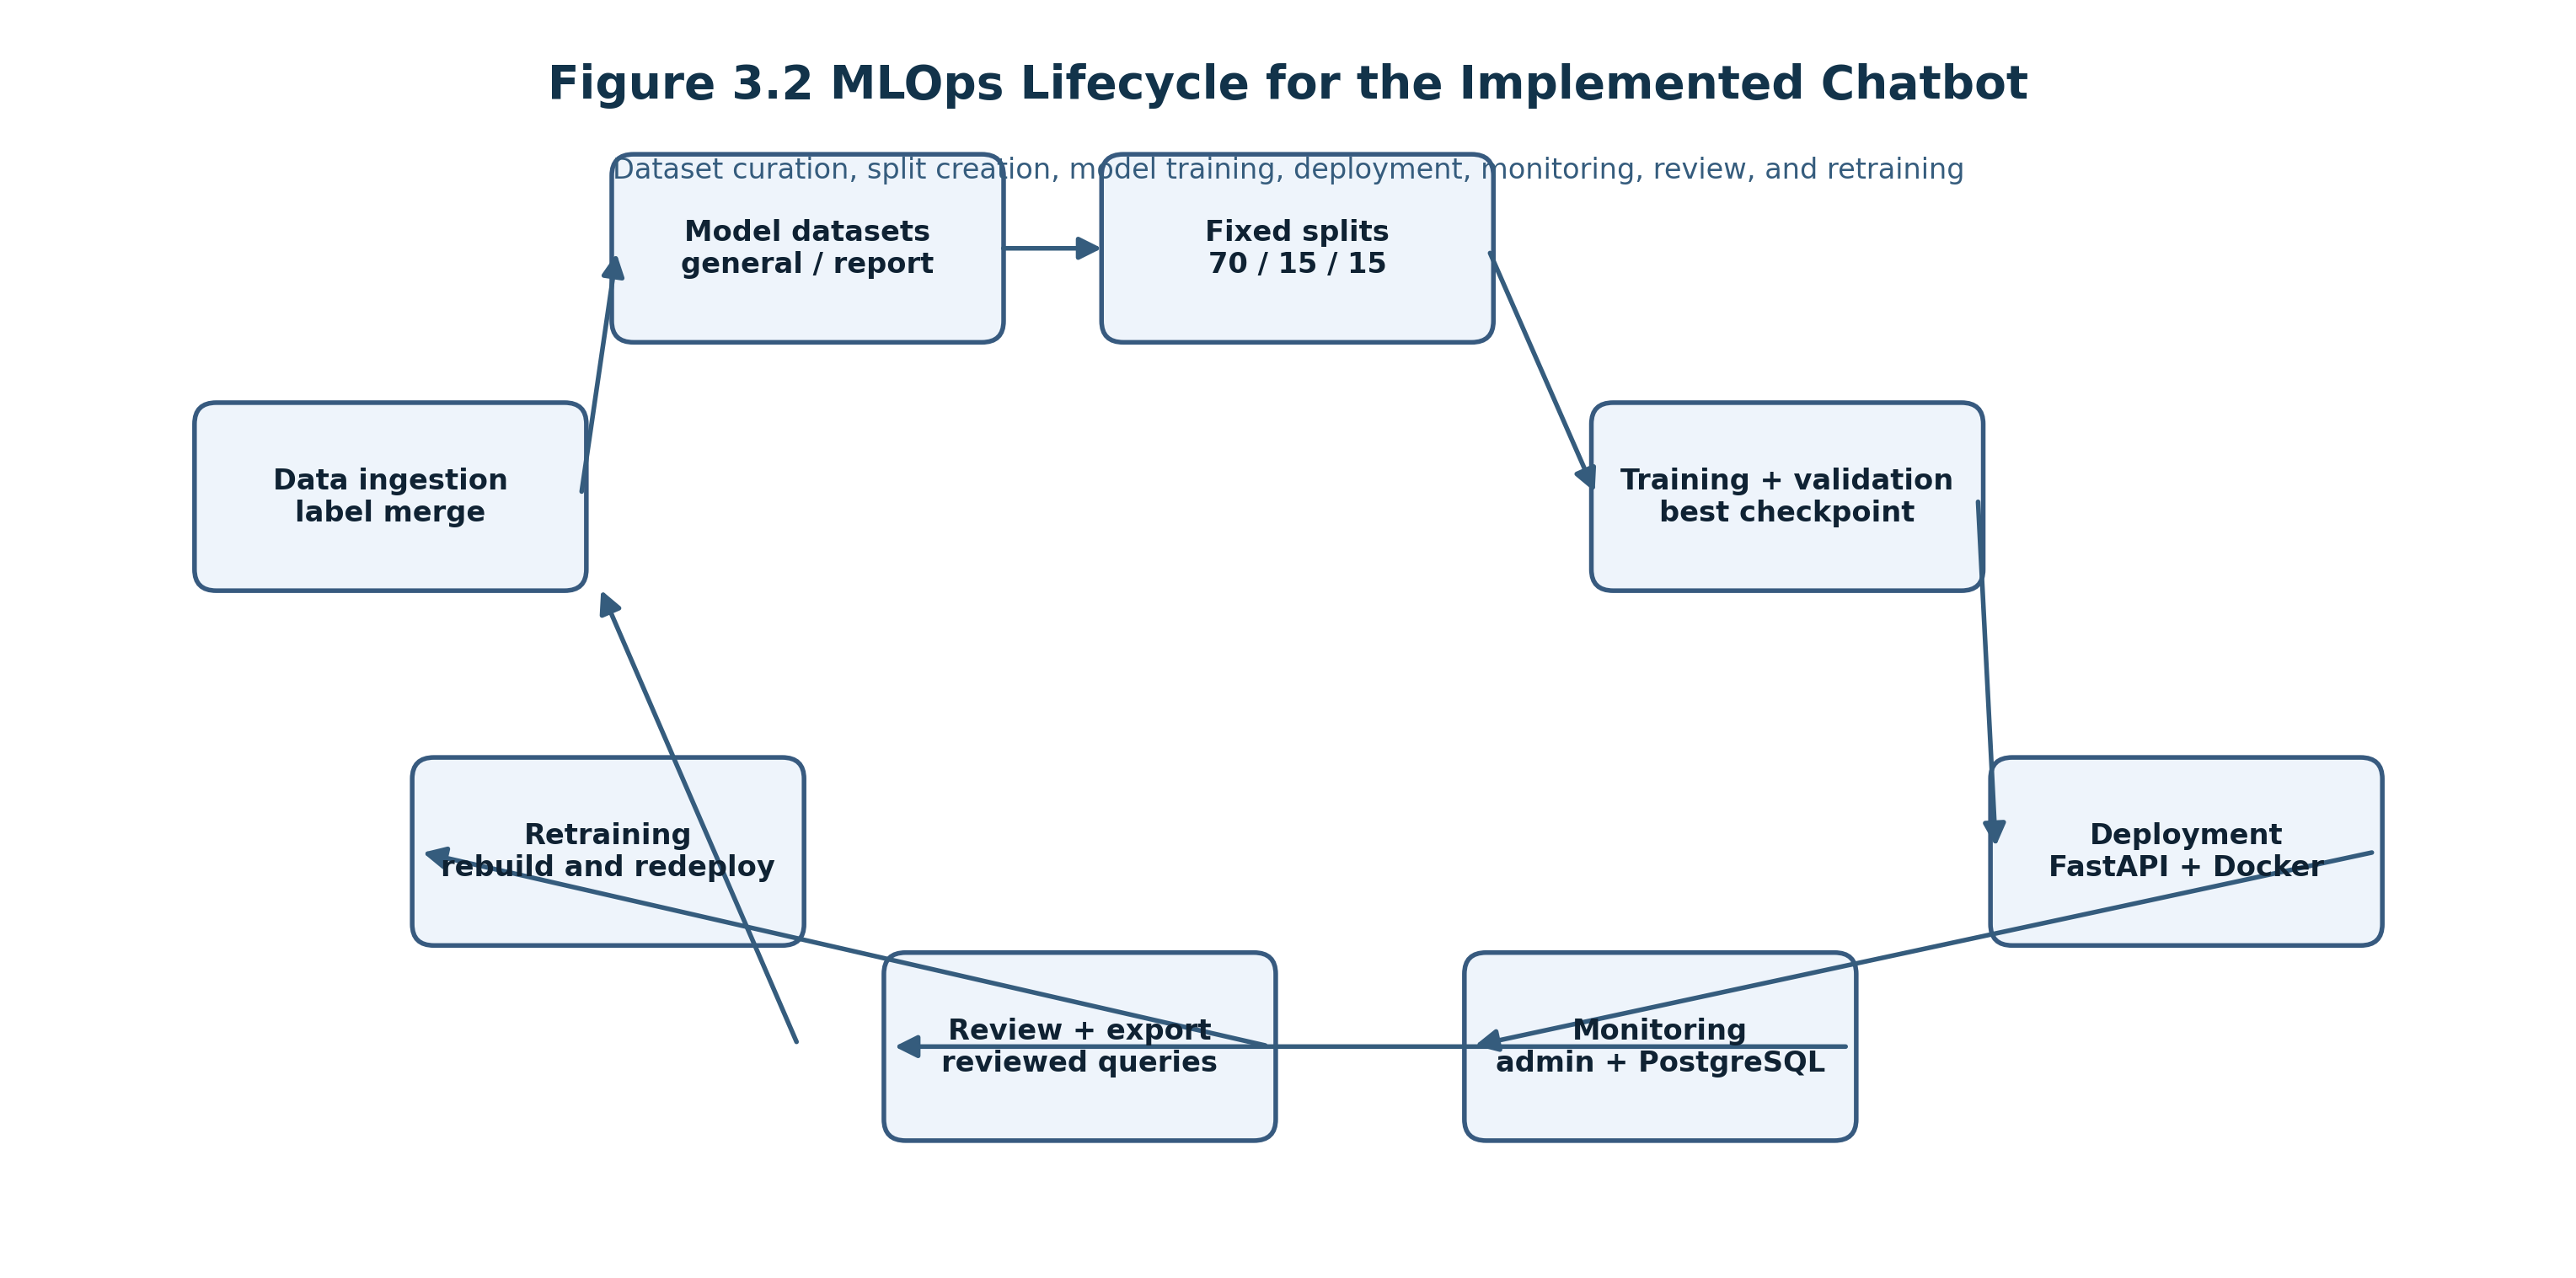 Figure 3.2 MLOps Lifecycle for the Implemented Chatbot
Dataset curation, split creation, model training, deployment, monitoring, review, and retraining
Model datasets
general / report
Fixed splits
70 / 15 / 15
Data ingestion
label merge
Training + validation
best checkpoint
Retraining
rebuild and redeploy
Deployment
FastAPI + Docker
Review + export
reviewed queries
Monitoring
admin + PostgreSQL